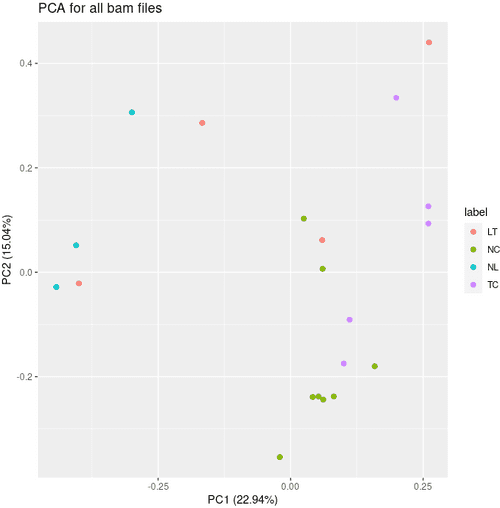 PCA for all bam files
0.4
0.2
0.0
-0.2
PC2 (15.04%)
-0.25
0.00
0.25
PC1 (22.94%)
label
LT
NC
NL
TC